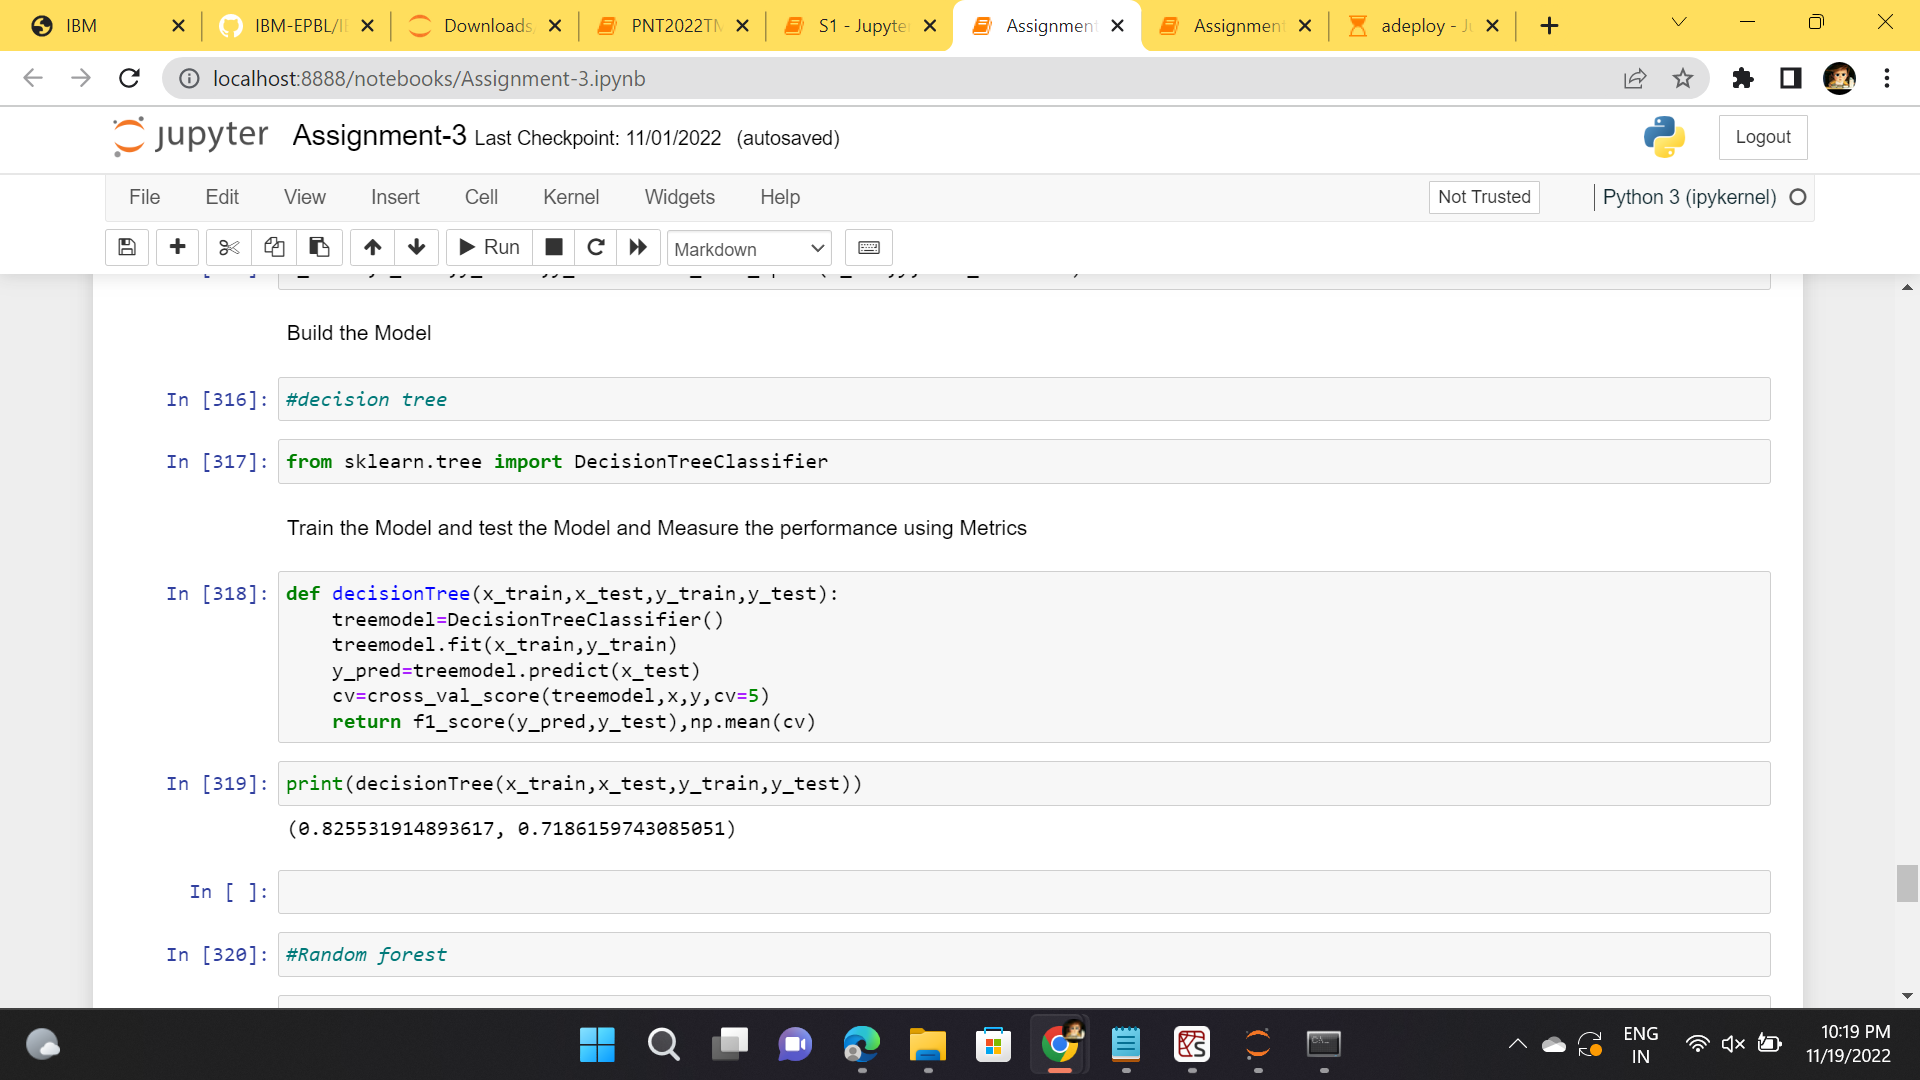 IBM
IBM-EPBL/
Downloads
PNT2022TM
S1 - Jupyte
Assignment
Assignment
adeploy - Ju
localhost:8888/notebooks/Assignment-3.ipynb
jupyter Assignment-3 Last Checkpoint: 11/01/2022 (autosaved)
Logout
File Edit View Insert Cell Kernel Widgets Help
Not Trusted
Python 3 (ipykernel)
Run
Markdown
Build the Model
In [316]: #decision tree
In [317]: from sklearn.tree import DecisionTreeClassifier
Train the Model and test the Model and Measure the performance using Metrics
In [318]: def decisionTree(x_train,x_test,y_train,y_test):
treemodel=DecisionTreeClassifier()
treemodel.fit(x_train,y_train)
y_pred=treemodel.predict(x_test)
cv=cross_val_score(treemodel,x,y,cv=5)
return f1_score(y_pred,y_test),np.mean(cv)
In [319]: print(decisionTree(x_train,x_test,y_train,y_test))
(0.825531914893617, 0.7186159743085051)
In [ ]:
In [320]: #Random forest
ENG
IN
10:19 PM
11/19/2022